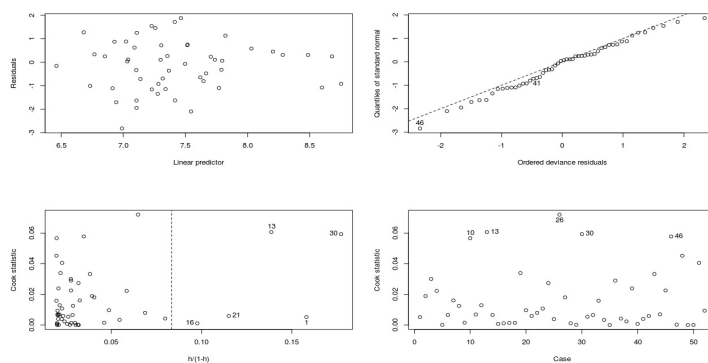 Residuals
2
1
0
-1
-2
-3
6.5 7.0 7.5 8.0 8.5
Linear predictor
Quantiles of standard normal
2
1
0
-1
-2
-3
41
46
-2 -1 0 1 2
Ordered deviance residuals
Cook statistic
0.06
0.04
0.02
0.00
13
30
16
21
1
0.05 0.10 0.15
h/(1-h)
Cook statistic
0.06
0.04
0.02
0.00
10
13
26
30
46
0 10 20 30 40 50
Case